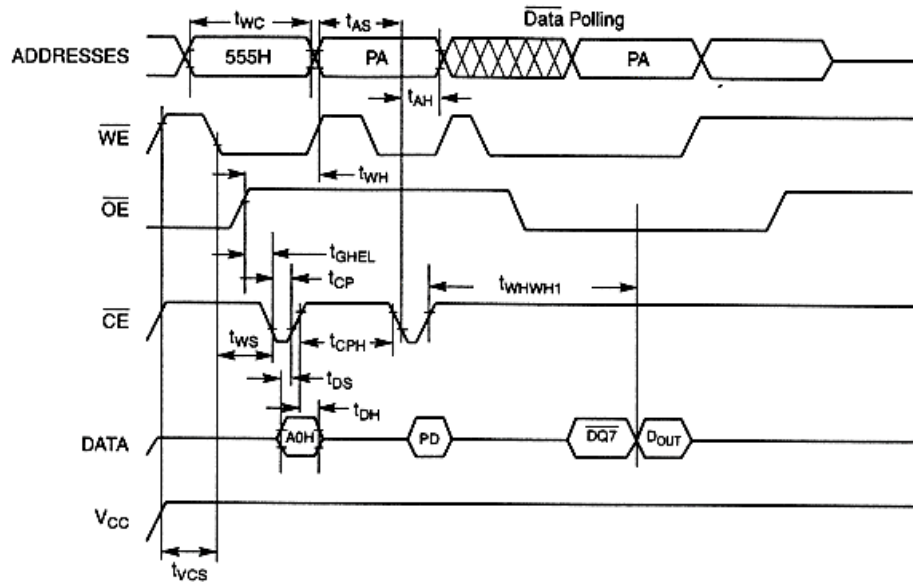 tWC
tAS
Data Polling
ADDRESSES
555H
PA
PA
tAH
WE
tWH
OE
tGHEL
tCP
tWHWH1
CE
tWS
tCPH
tDS
tDH
DATA
A0H
PD
DQ7
DOUT
VCC
tVCS